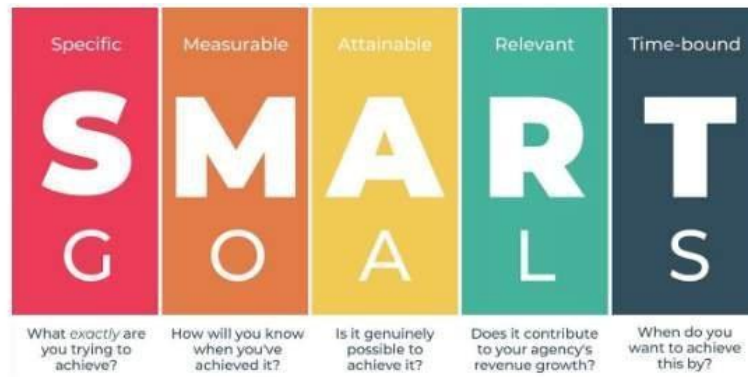 Specific
Measurable
Attainable
Relevant
Time-bound
S
M
A
R
T
G
O
A
L
S
What exactly are
you trying to
achieve?
How will you know
when you've
achieved it?
Is it genuinely
possible to
achieve it?
Does it contribute
to your agency's
revenue growth?
When do you
want to achieve
this by?